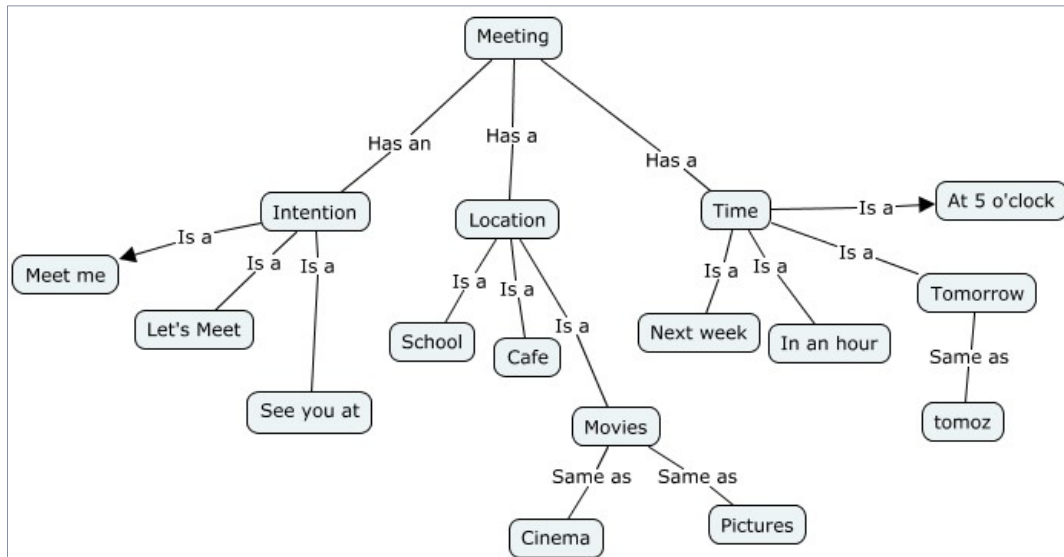 Meeting
Has an
Has a
Has a
Intention
Location
Time
Is a
At 5 o'clock
Is a
Meet me
Is a
Is a
Let's Meet
See you at
Is a
School
Is a
Cafe
Is a
Movies
Same as
Cinema
Same as
Pictures
Is a
Next week
Is a
In an hour
Is a
Tomorrow
Same as
tomoz